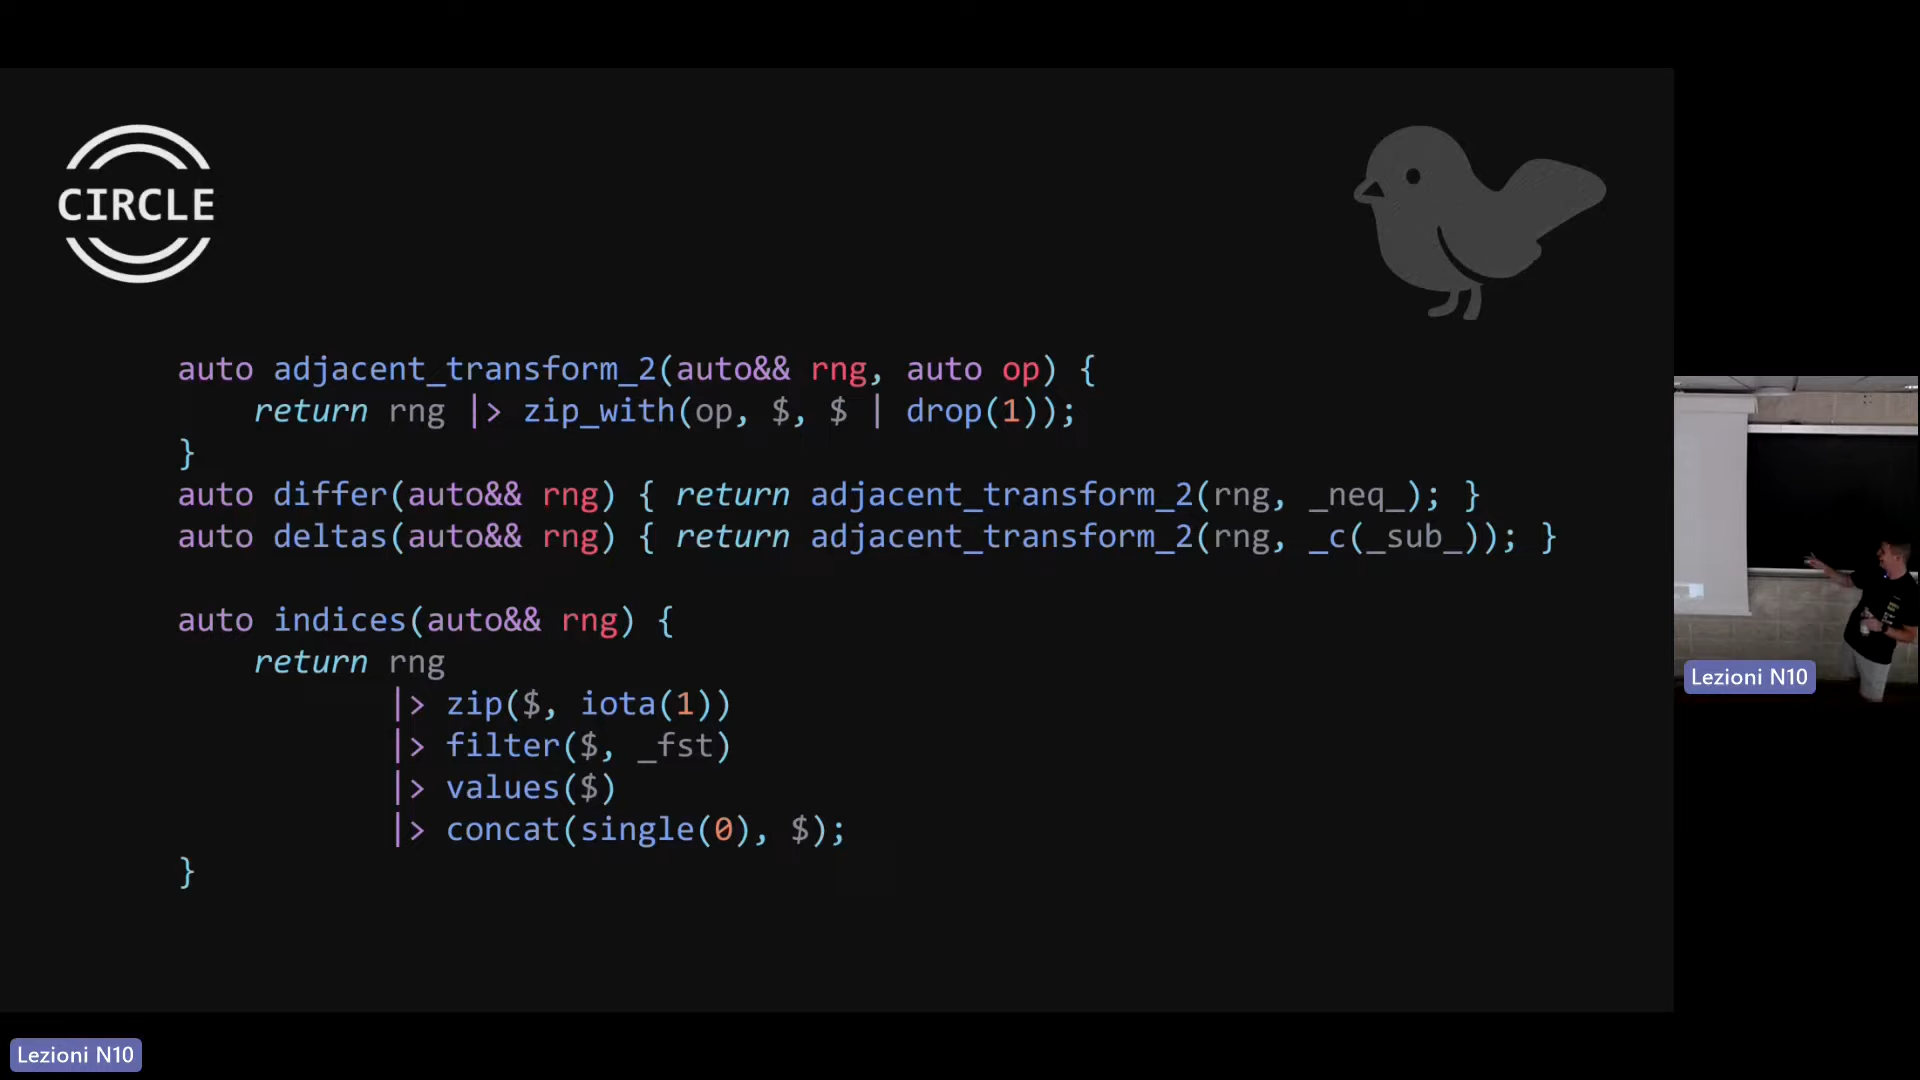 CIRCLE
auto adjacent_transform_2(auto&& rng, auto op) {
    return rng |> zip_with(op, $, $ | drop(1));
}
auto differ(auto&& rng) { return adjacent_transform_2(rng, _neq_); }
auto deltas(auto&& rng) { return adjacent_transform_2(rng, _c(_sub_)); }
auto indices(auto&& rng) {
    return rng
           |> zip($, iota(1))
           |> filter($, _fst)
           |> values($)
           |> concat(single(0), $);
}
Lezioni N10
Lezioni N10